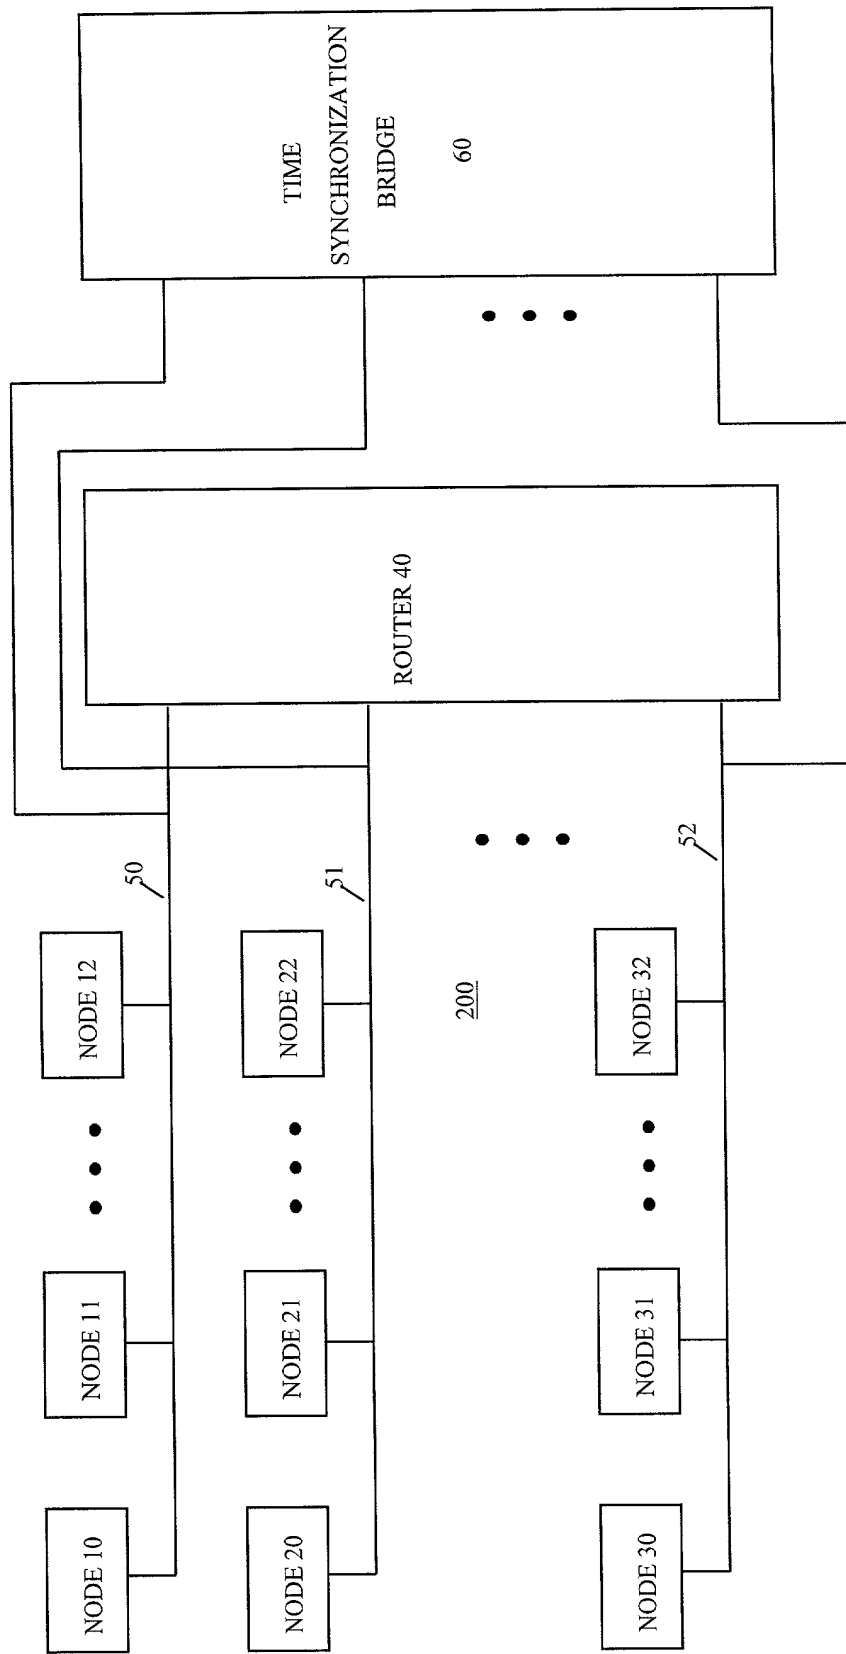 NODE 10
NODE 11
NODE 12
50
NODE 20
NODE 21
NODE 22
51
ROUTER 40
TIME
SYNCHRONIZATION
BRIDGE
60
200
NODE 30
NODE 31
NODE 32
52